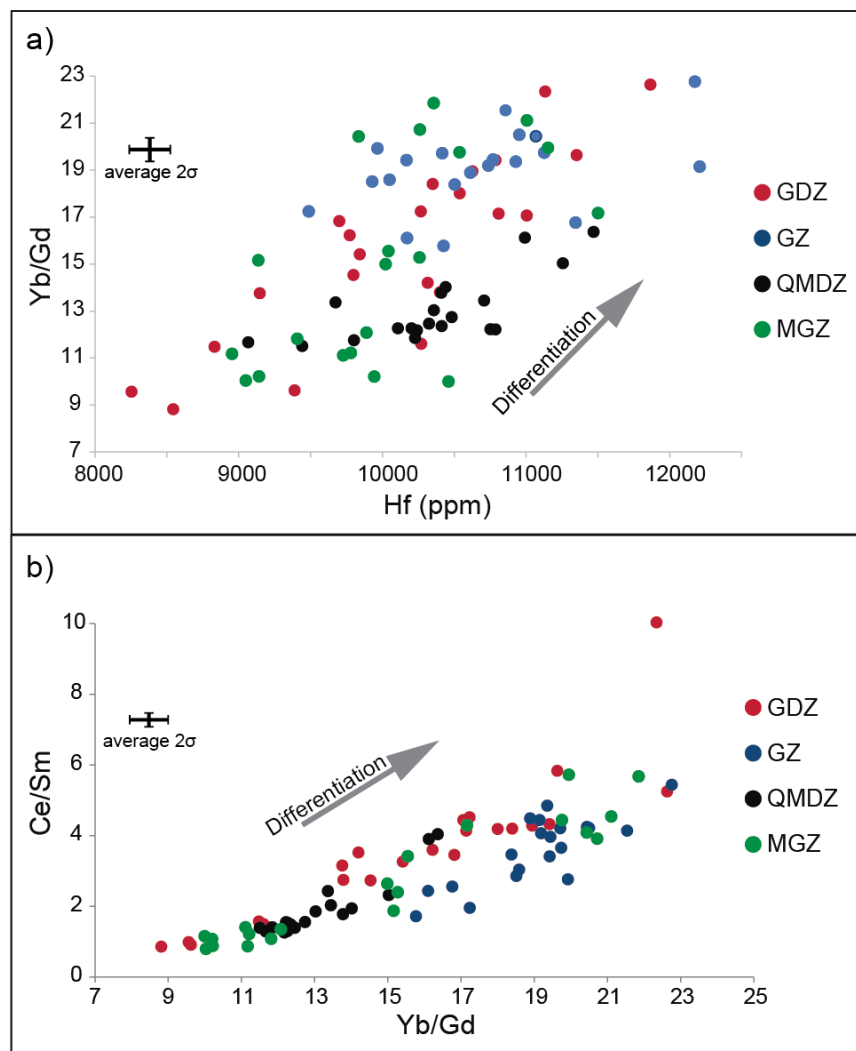 a)
Yb/Gd
23
21
19
17
15
13
11
9
7
average 2σ
Differentiation
GDZ
GZ
QMDZ
MGZ
8000
9000
10000
11000
12000
Hf (ppm)
b)
Ce/Sm
10
8
6
4
2
0
average 2σ
Differentiation
GDZ
GZ
QMDZ
MGZ
7
9
11
13
15
17
19
21
23
25
Yb/Gd